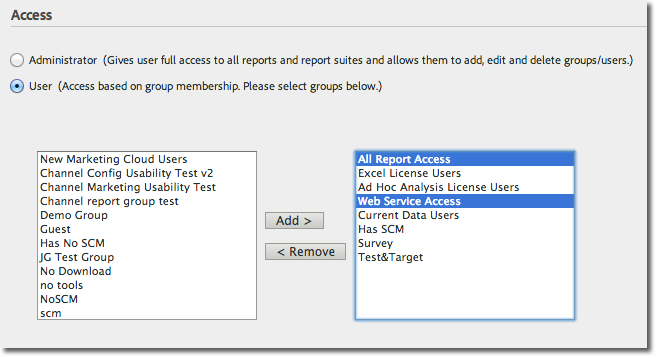 Access
Administrator (Gives user full access to all reports and report suites and allows them to add, edit and delete groups/users.)
User (Access based on group membership. Please select groups below.)
New Marketing Cloud Users
Channel Config Usability Test v2
Channel Marketing Usability Test
Channel report group test
Demo Group
Guest
Has No SCM
JG Test Group
No Download
no tools
NoSCM
scm
Add >
< Remove
All Report Access
Excel License Users
Ad Hoc Analysis License Users
Web Service Access
Current Data Users
Has SCM
Survey
Test&Target